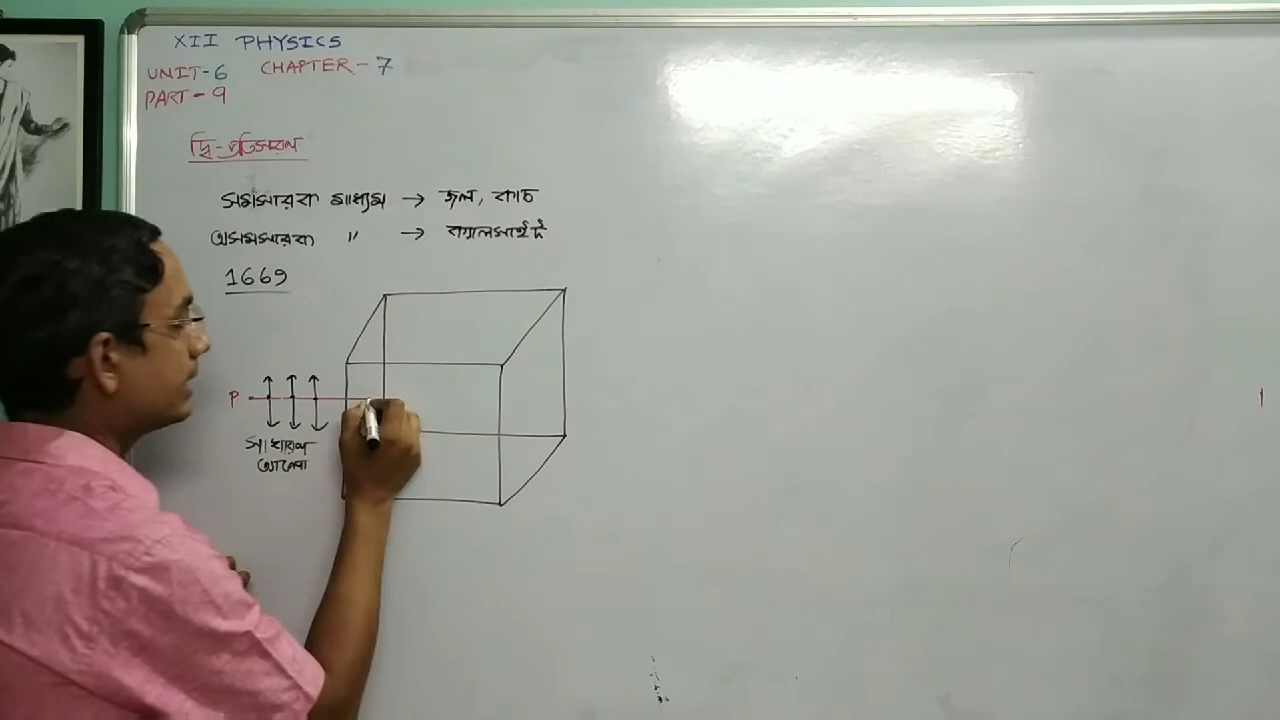 XII PHYSICS
UNIT-6 CHAPTER-7
PART-9
দ্বি-প্রতিসরণ
সমসারক মাধ্যম → জল, কাচ
অসমসারক " → ক্যালসাইট
1669
P
সাধারণ
আলো